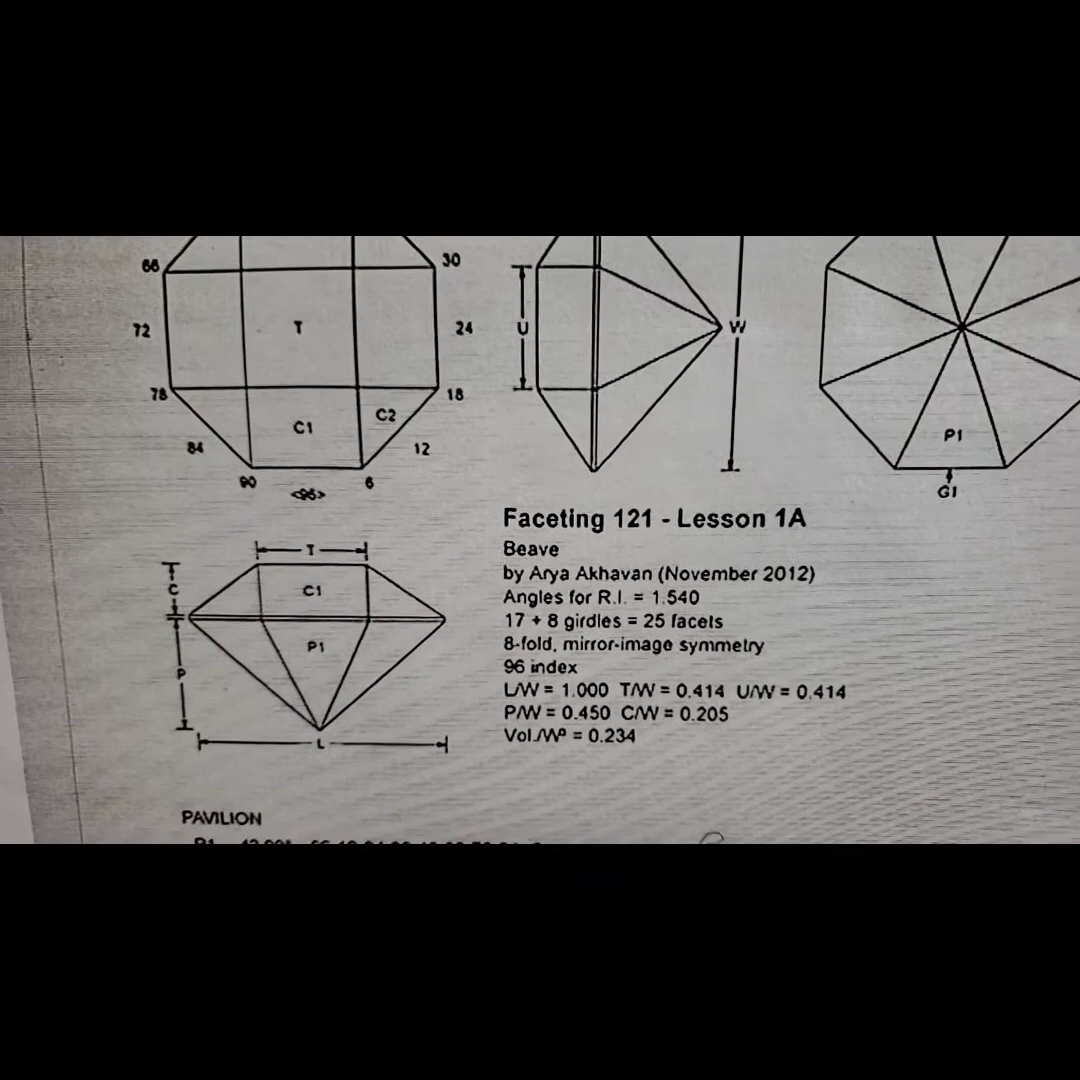 66
30
72
T
24
U
W
78
18
C1
C2
P1
84
12
90
6
<96>
G1
Faceting 121 - Lesson 1A
Beave
by Arya Akhavan (November 2012)
Angles for R.I. = 1.540
17 + 8 girdles = 25 facets
8-fold, mirror-image symmetry
96 index
L/W = 1.000 T/W = 0.414 U/W = 0.414
P/W = 0.450 C/W = 0.205
Vol./W³ = 0.234
T
C
C1
P1
P
L
PAVILION